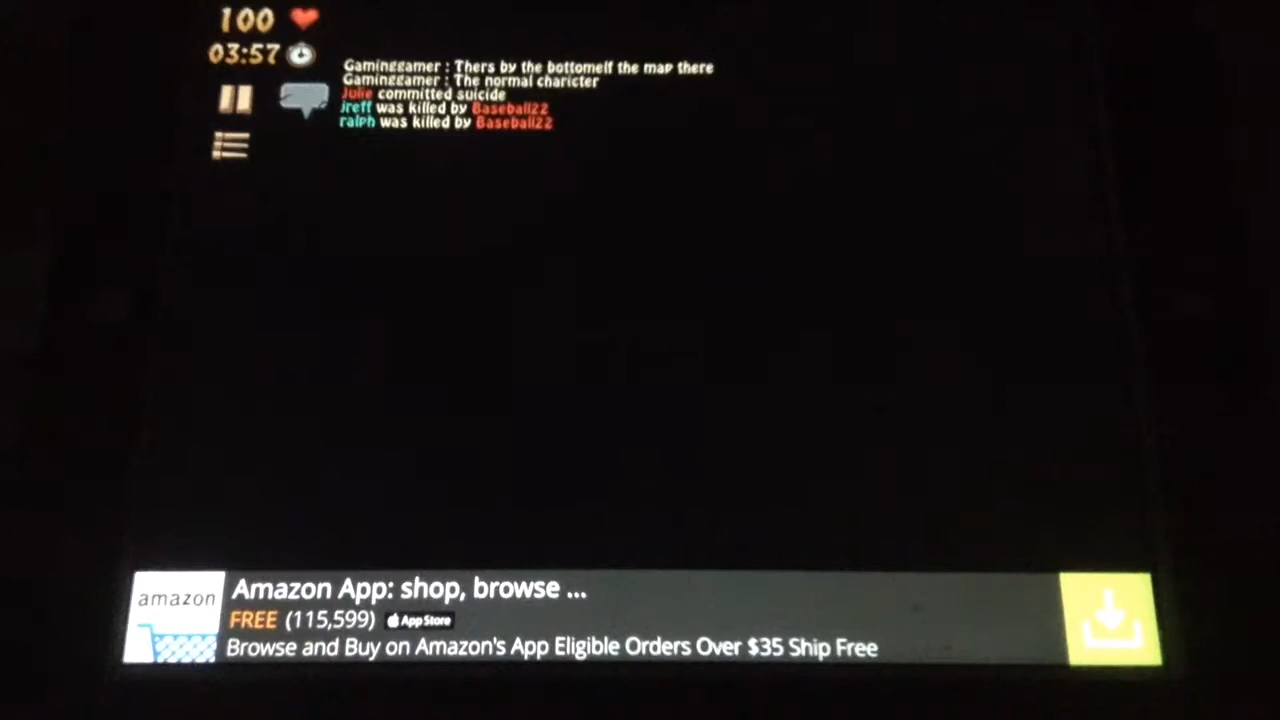 100
03:57
Gaminggamer : Thers by the bottomelf the map there
Gaminggamer : The normal charicter
Julie committed suicide
jreff was killed by Baseball22
ralph was killed by Baseball22
amazon
Amazon App: shop, browse ...
FREE (115,599) App Store
Browse and Buy on Amazon's App Eligible Orders Over $35 Ship Free